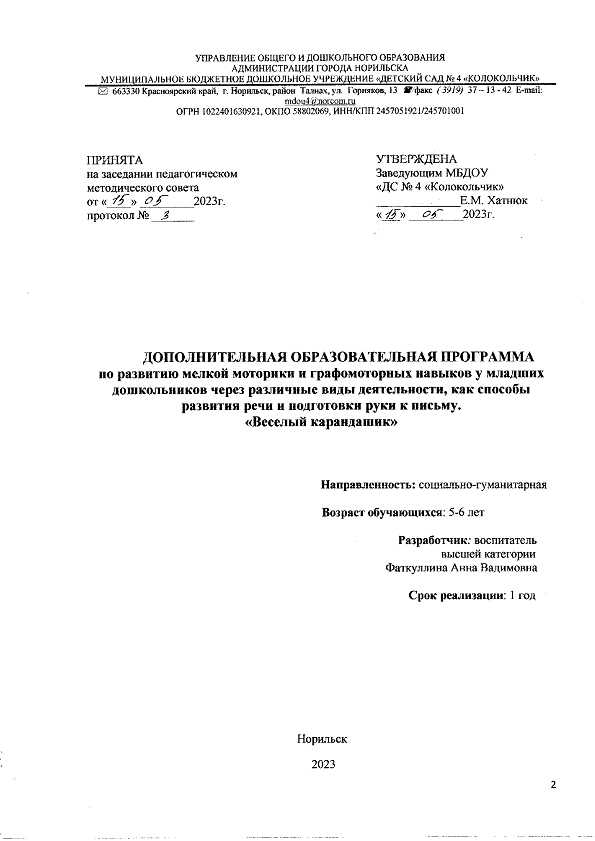 УПРАВЛЕНИЕ ОБЩЕГО И ДОШКОЛЬНОГО ОБРАЗОВАНИЯ
АДМИНИСТРАЦИИ ГОРОДА НОРИЛЬСКА
МУНИЦИПАЛЬНОЕ БЮДЖЕТНОЕ ДОШКОЛЬНОЕ УЧРЕЖДЕНИЕ «ДЕТСКИЙ САД № 4 «КОЛОКОЛЬЧИК»
✉ 663330 Красноярский край, г. Норильск, район Талнах, ул. Горняков, 13 ☎факс (3919) 37 – 13 - 42 E-mail:
mdou4@norcom.ru
ОГРН 1022401630921, ОКПО 58802069, ИНН/КПП 2457051921/245701001
ПРИНЯТА
на заседании педагогическом
методического совета
от «15» 05 2023г.
протокол № 3
УТВЕРЖДЕНА
Заведующим МБДОУ
«ДС № 4 «Колокольчик»
______________Е.М. Хатнюк
«15» 05 2023г.
ДОПОЛНИТЕЛЬНАЯ ОБРАЗОВАТЕЛЬНАЯ ПРОГРАММА
по развитию мелкой моторики и графомоторных навыков у младших
дошкольников через различные виды деятельности, как способы
развития речи и подготовки руки к письму.
«Веселый карандашик»
Направленность: социально-гуманитарная
Возраст обучающихся: 5-6 лет
Разработчик: воспитатель
высшей категории
Фаткуллина Анна Вадимовна
Срок реализации: 1 год
Норильск
2023
2